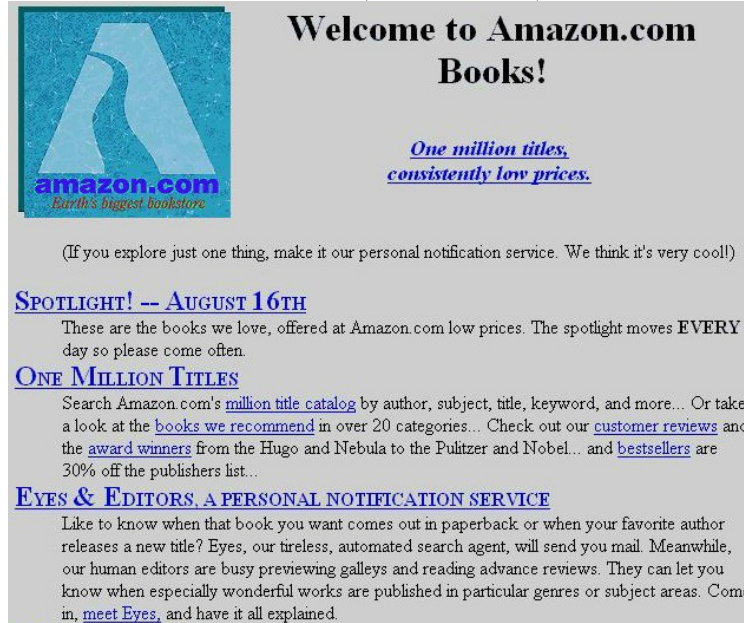 Welcome to Amazon.com
Books!
One million titles,
consistently low prices.
amazon.com
Earth's biggest bookstore
(If you explore just one thing, make it our personal notification service. We think it's very cool!)
SPOTLIGHT! -- AUGUST 16TH
These are the books we love, offered at Amazon.com low prices. The spotlight moves EVERY
day so please come often.
ONE MILLION TITLES
Search Amazon.com's million title catalog by author, subject, title, keyword, and more... Or take
a look at the books we recommend in over 20 categories... Check out our customer reviews and
the award winners from the Hugo and Nebula to the Pulitzer and Nobel... and bestsellers are
30% off the publishers list...
EYES & EDITORS, A PERSONAL NOTIFICATION SERVICE
Like to know when that book you want comes out in paperback or when your favorite author
releases a new title? Eyes, our tireless, automated search agent, will send you mail. Meanwhile,
our human editors are busy previewing galleys and reading advance reviews. They can let you
know when especially wonderful works are published in particular genres or subject areas. Come
in, meet Eyes, and have it all explained.